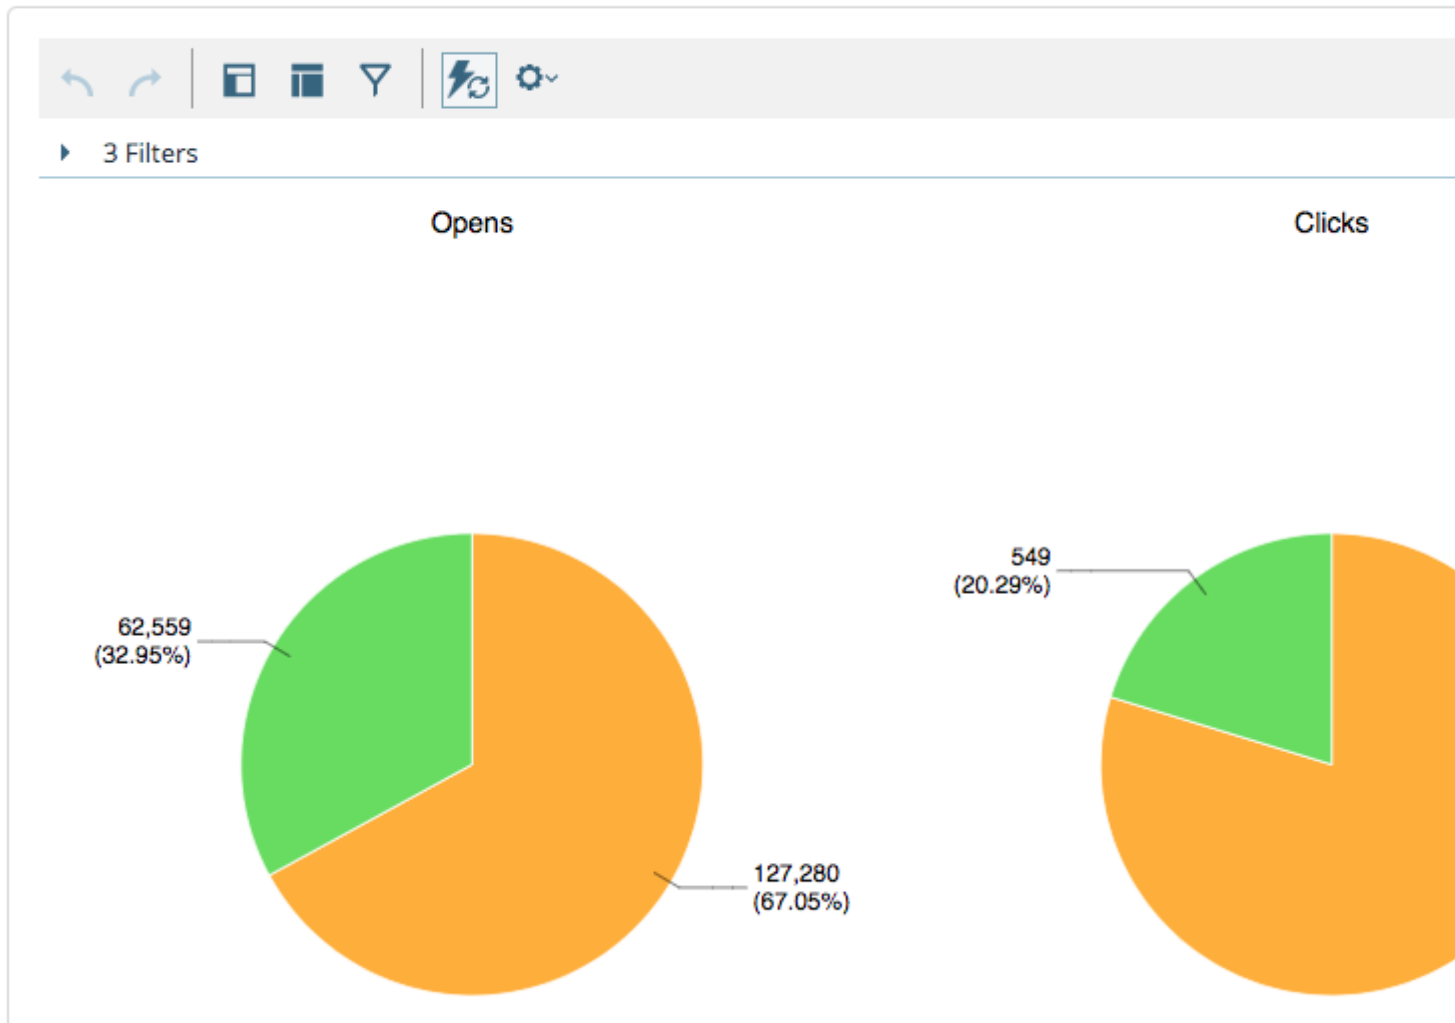 3 Filters
Opens
Clicks
549
(20.29%)
62,559
(32.95%)
127,280
(67.05%)